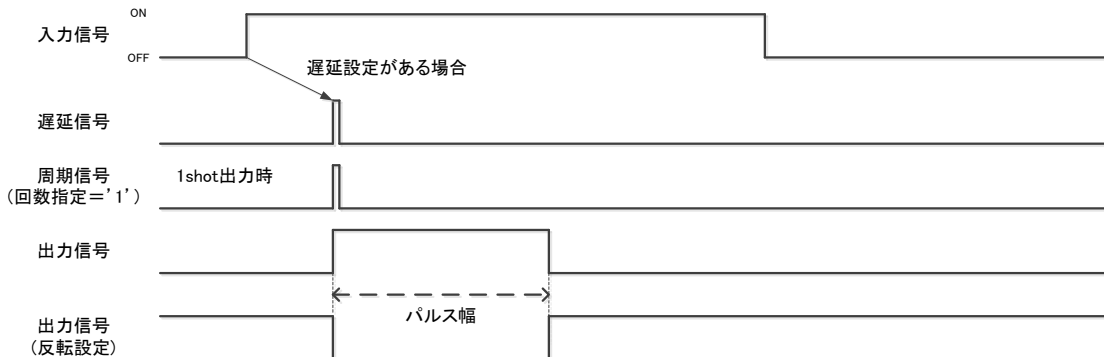 ON
入力信号
OFF
遅延設定がある場合
遅延信号
周期信号
(回数指定='1')
1shot出力時
出力信号
パルス幅
出力信号
(反転設定)